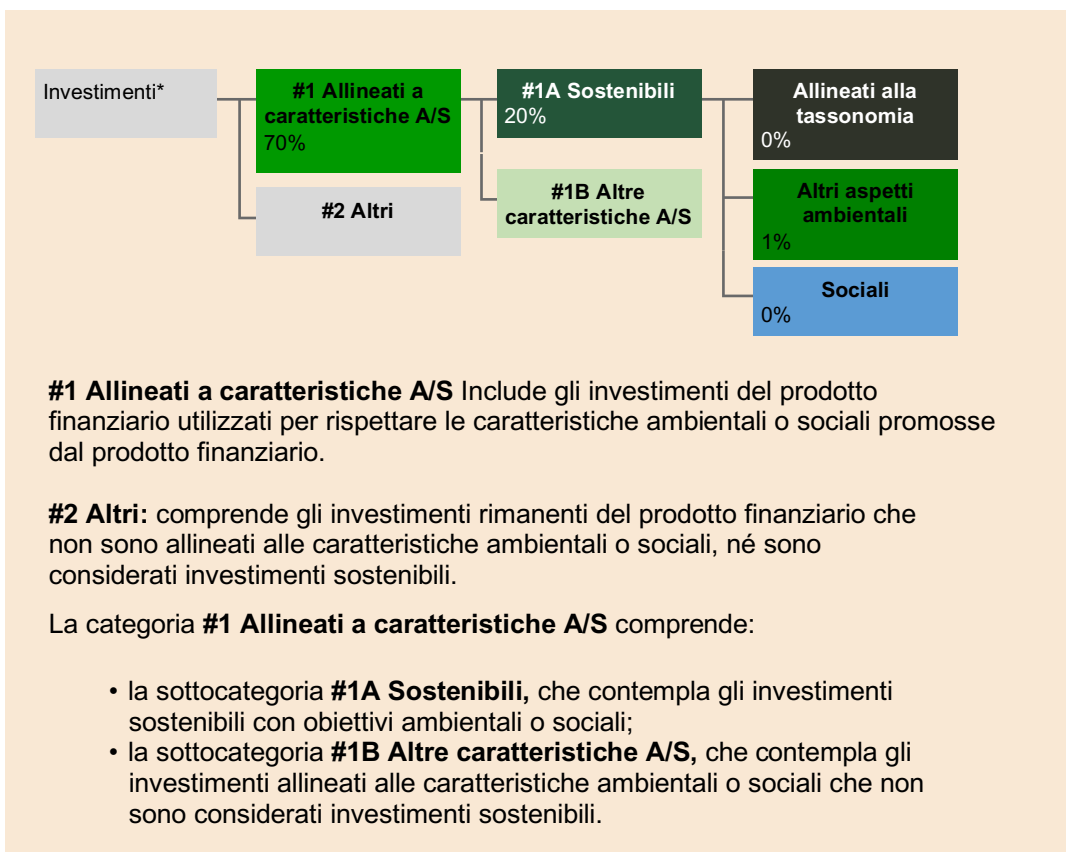 Investimenti*
#1 Allineati a
caratteristiche A/S
70%
#2 Altri
#1A Sostenibili
20%
#1B Altre
caratteristiche A/S
Allineati alla
tassonomia
0%
Altri aspetti
ambientali
1%
Sociali
0%
#1 Allineati a caratteristiche A/S Include gli investimenti del prodotto
finanziario utilizzati per rispettare le caratteristiche ambientali o sociali promosse
dal prodotto finanziario.
#2 Altri: comprende gli investimenti rimanenti del prodotto finanziario che
non sono allineati alle caratteristiche ambientali o sociali, né sono
considerati investimenti sostenibili.
La categoria #1 Allineati a caratteristiche A/S comprende:
• la sottocategoria #1A Sostenibili, che contempla gli investimenti
sostenibili con obiettivi ambientali o sociali;
• la sottocategoria #1B Altre caratteristiche A/S, che contempla gli
investimenti allineati alle caratteristiche ambientali o sociali che non
sono considerati investimenti sostenibili.